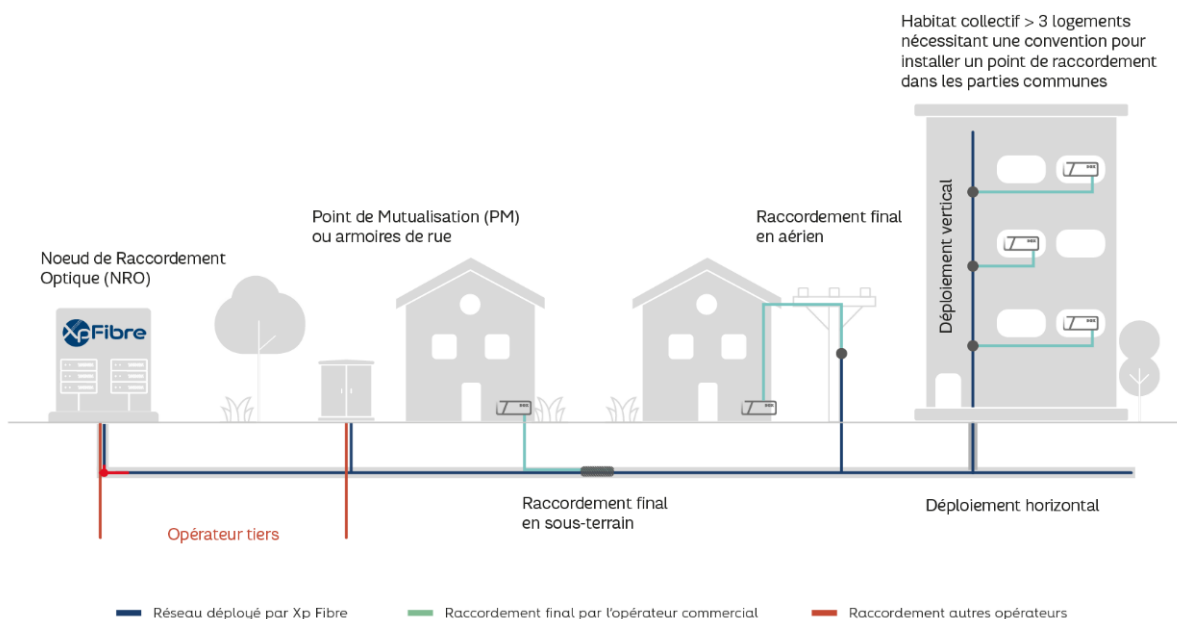 Habitat collectif > 3 logements
nécessitant une convention pour
installer un point de raccordement
dans les parties communes
Point de Mutualisation (PM)
ou armoires de rue
Raccordement final
en aérien
Noeud de Raccordement
Optique (NRO)
XpFibre
Déploiement vertical
Raccordement final
en sous-terrain
Déploiement horizontal
Opérateur tiers
Réseau déployé par Xp Fibre
Raccordement final par l'opérateur commercial
Raccordement autres opérateurs